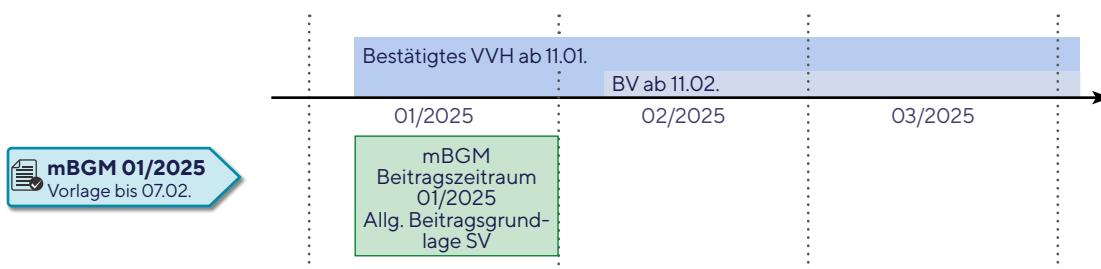 Bestätigtes VVH ab 11.01.
BV ab 11.02.
01/2025
02/2025
03/2025
mBGM 01/2025
Vorlage bis 07.02.
mBGM
Beitragszeitraum
01/2025
Allg. Beitragsgrund-
lage SV